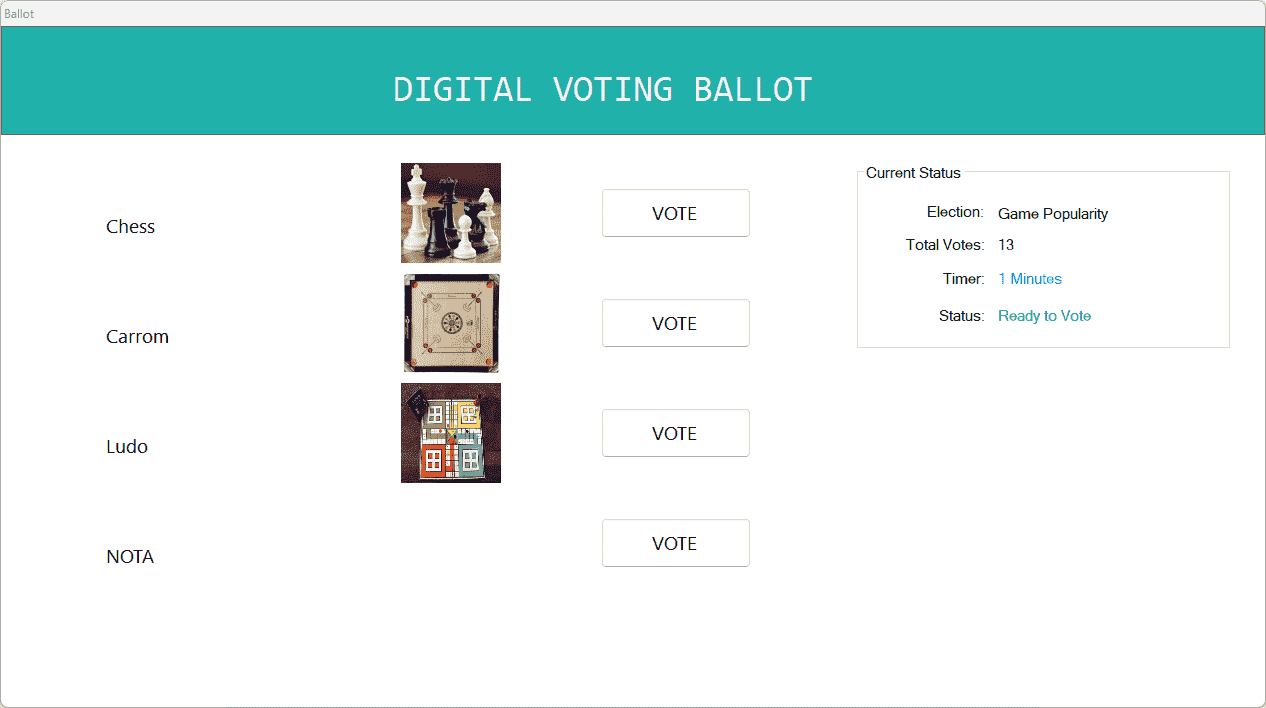 Ballot
DIGITAL VOTING BALLOT
Chess
VOTE
Carrom
VOTE
Ludo
VOTE
NOTA
VOTE
Current Status
Election: Game Popularity
Total Votes: 13
Timer: 1 Minutes
Status: Ready to Vote